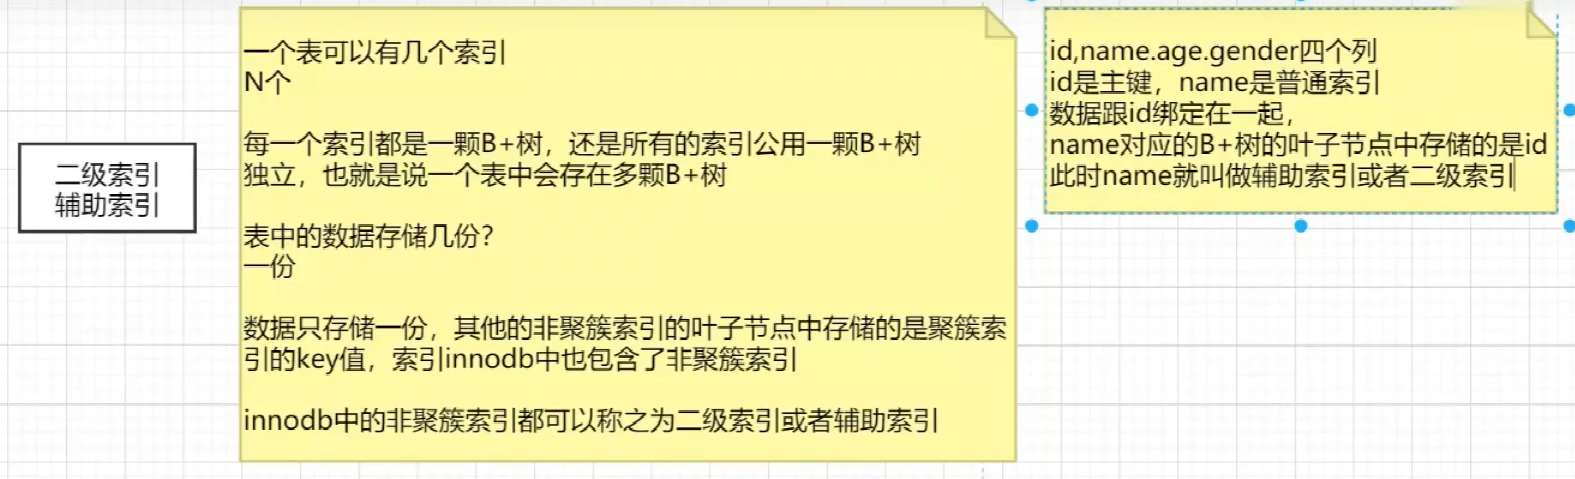 二级索引
辅助索引
一个表可以有几个索引
N个
每一个索引都是一颗B+树，还是所有的索引公用一颗B+树
独立，也就是说一个表中会存在多颗B+树
表中的数据存储几份？
一份
数据只存储一份，其他的非聚簇索引的叶子节点中存储的是聚簇索
引的key值，索引innodb中也包含了非聚簇索引
innodb中的非聚簇索引都可以称之为二级索引或者辅助索引
id,name.age.gender四个列
id是主键，name是普通索引
数据跟id绑定在一起，
name对应的B+树的叶子节点中存储的是id
此时name就叫做辅助索引或者二级索引